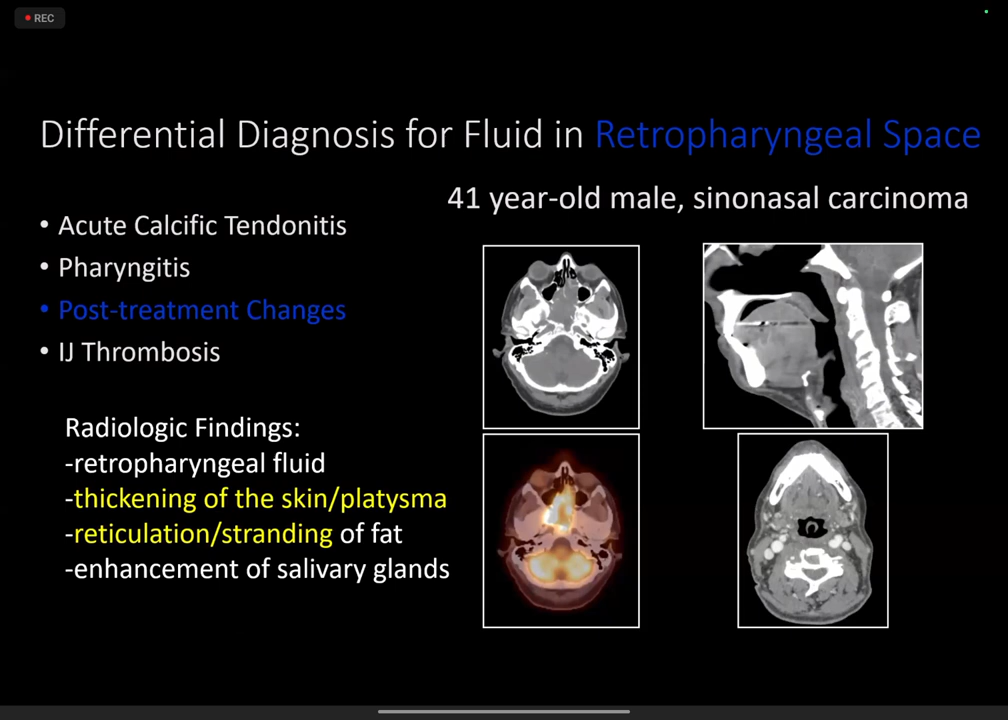 REC
Differential Diagnosis for Fluid in Retropharyngeal Space
41 year-old male, sinonasal carcinoma
• Acute Calcific Tendonitis
• Pharyngitis
• Post-treatment Changes
• IJ Thrombosis
Radiologic Findings:
-retropharyngeal fluid
-thickening of the skin/platysma
-reticulation/stranding of fat
-enhancement of salivary glands